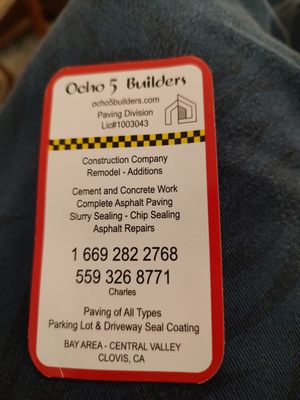 Ocho 5 Builders
ocho5builders.com
Paving Division
Lic#1003043
Construction Company
Remodel - Additions
Cement and Concrete Work
Complete Asphalt Paving
Slurry Sealing - Chip Sealing
Asphalt Repairs
1 669 282 2768
559 326 8771
Charles
Paving of All Types
Parking Lot & Driveway Seal Coating
BAY AREA - CENTRAL VALLEY
CLOVIS, CA